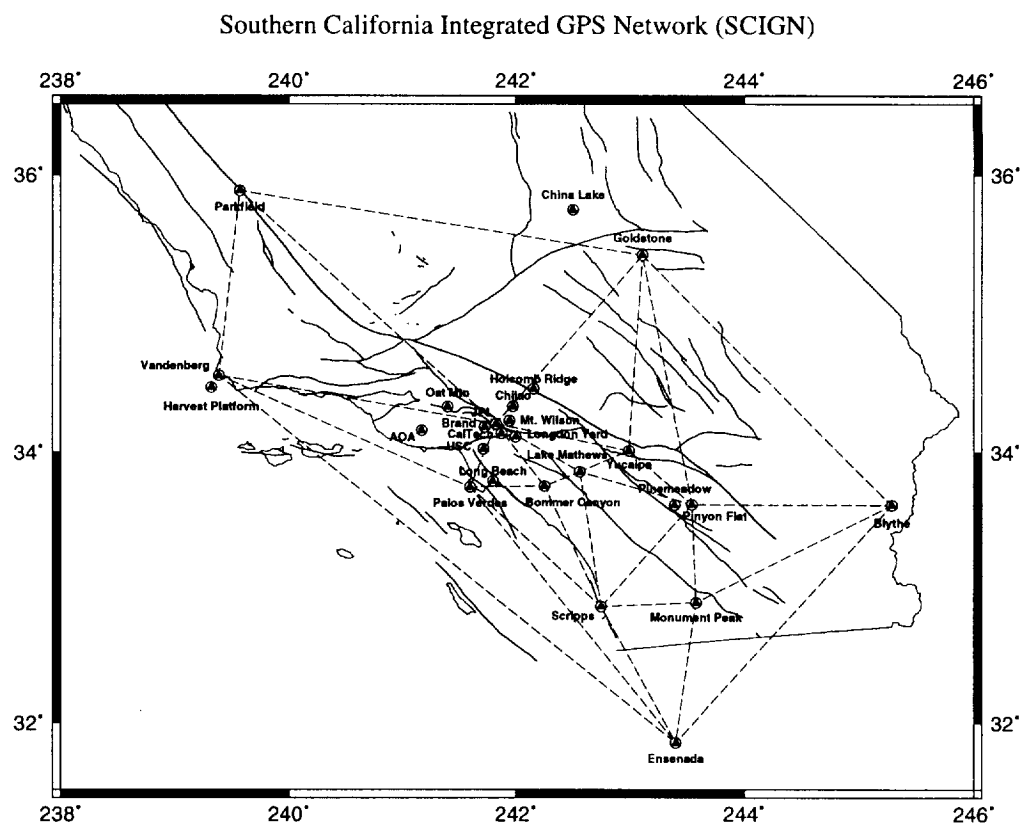 Southern California Integrated GPS Network (SCIGN)
238° 240° 242° 244° 246°
36° 36°
China Lake
Parkfield
Goldstone
Vandenberg
Harvest Platform
Holcomb Ridge
Oat Mtn Chilao
JPL
Brand Mt. Wilson
AOA CalTech Longdon Yard
34° USC 34°
Lake Mathews Yucaipa
Long Beach
Pinemeadow
Palos Verdes Bommer Canyon
Pinyon Flat
Blythe
Scripps Monument Peak
32° 32°
Ensenada
238° 240° 242° 244° 246°